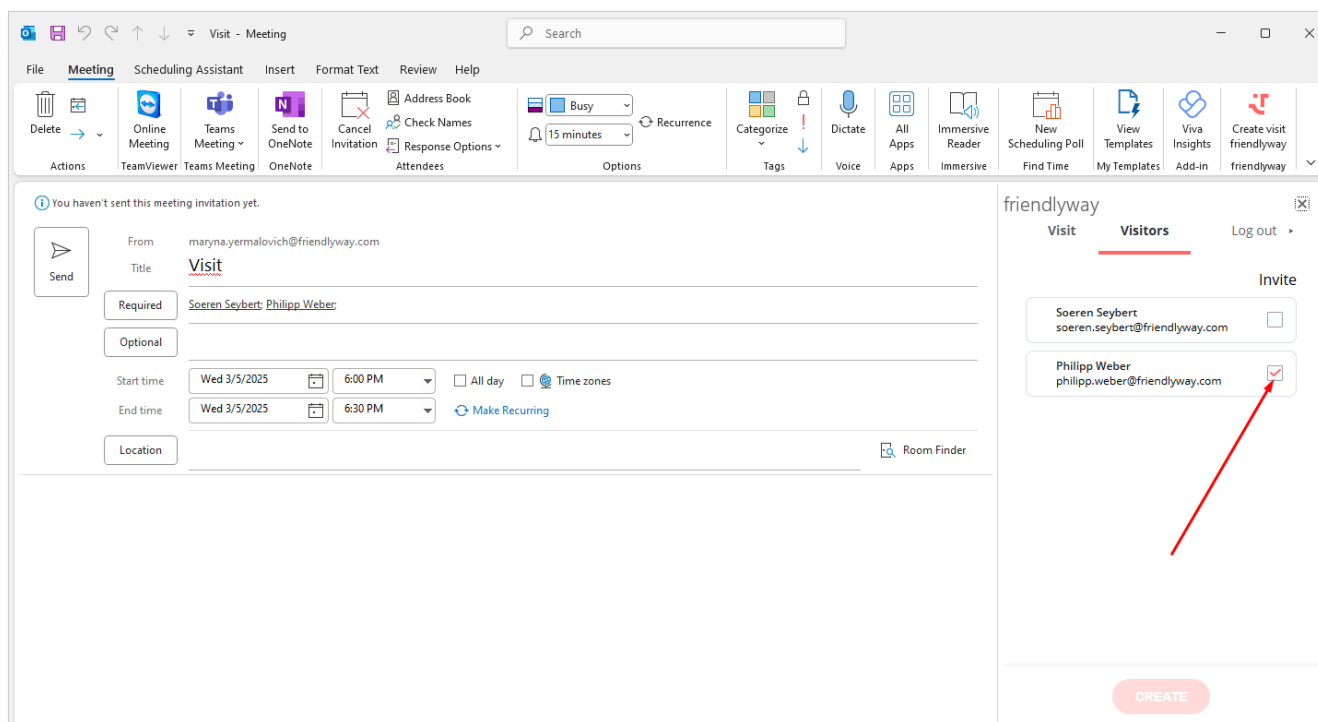 Visit - Meeting
Search
File Meeting Scheduling Assistant Insert Format Text Review Help
Delete
Actions
Online Meeting
TeamViewer
Teams Meeting
Teams Meeting
Send to OneNote
OneNote
Cancel Invitation
Address Book
Check Names
Response Options
Attendees
Busy
15 minutes
Recurrence
Options
Categorize
Tags
Dictate
Voice
All Apps
Apps
Immersive Reader
Immersive
New Scheduling Poll
Find Time
View Templates
My Templates
Viva Insights
Add-in
Create visit friendlyway
friendlyway
You haven't sent this meeting invitation yet.
Send
From maryna.yermalovich@friendlyway.com
Title Visit
Required Soeren Seybert; Philipp Weber;
Optional
Start time Wed 3/5/2025 6:00 PM All day Time zones
End time Wed 3/5/2025 6:30 PM Make Recurring
Location Room Finder
friendlyway
Visit Visitors Log out
Invite
Soeren Seybert
soeren.seybert@friendlyway.com
Philipp Weber
philipp.weber@friendlyway.com
CREATE